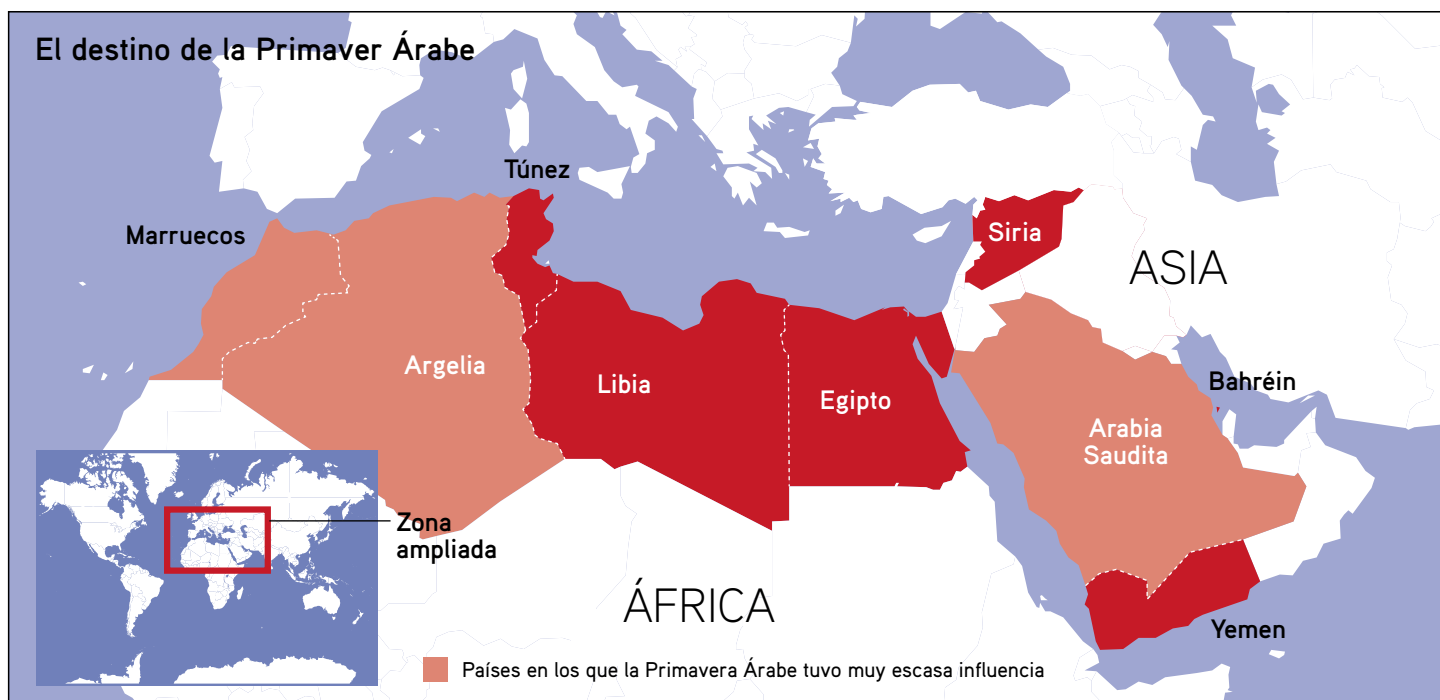 El destino de la Primaver Árabe
Túnez
Marruecos
Siria
ASIA
Argelia
Libia
Egipto
Bahréin
Arabia
Saudita
Zona
ampliada
ÁFRICA
Yemen
Países en los que la Primavera Árabe tuvo muy escasa influencia